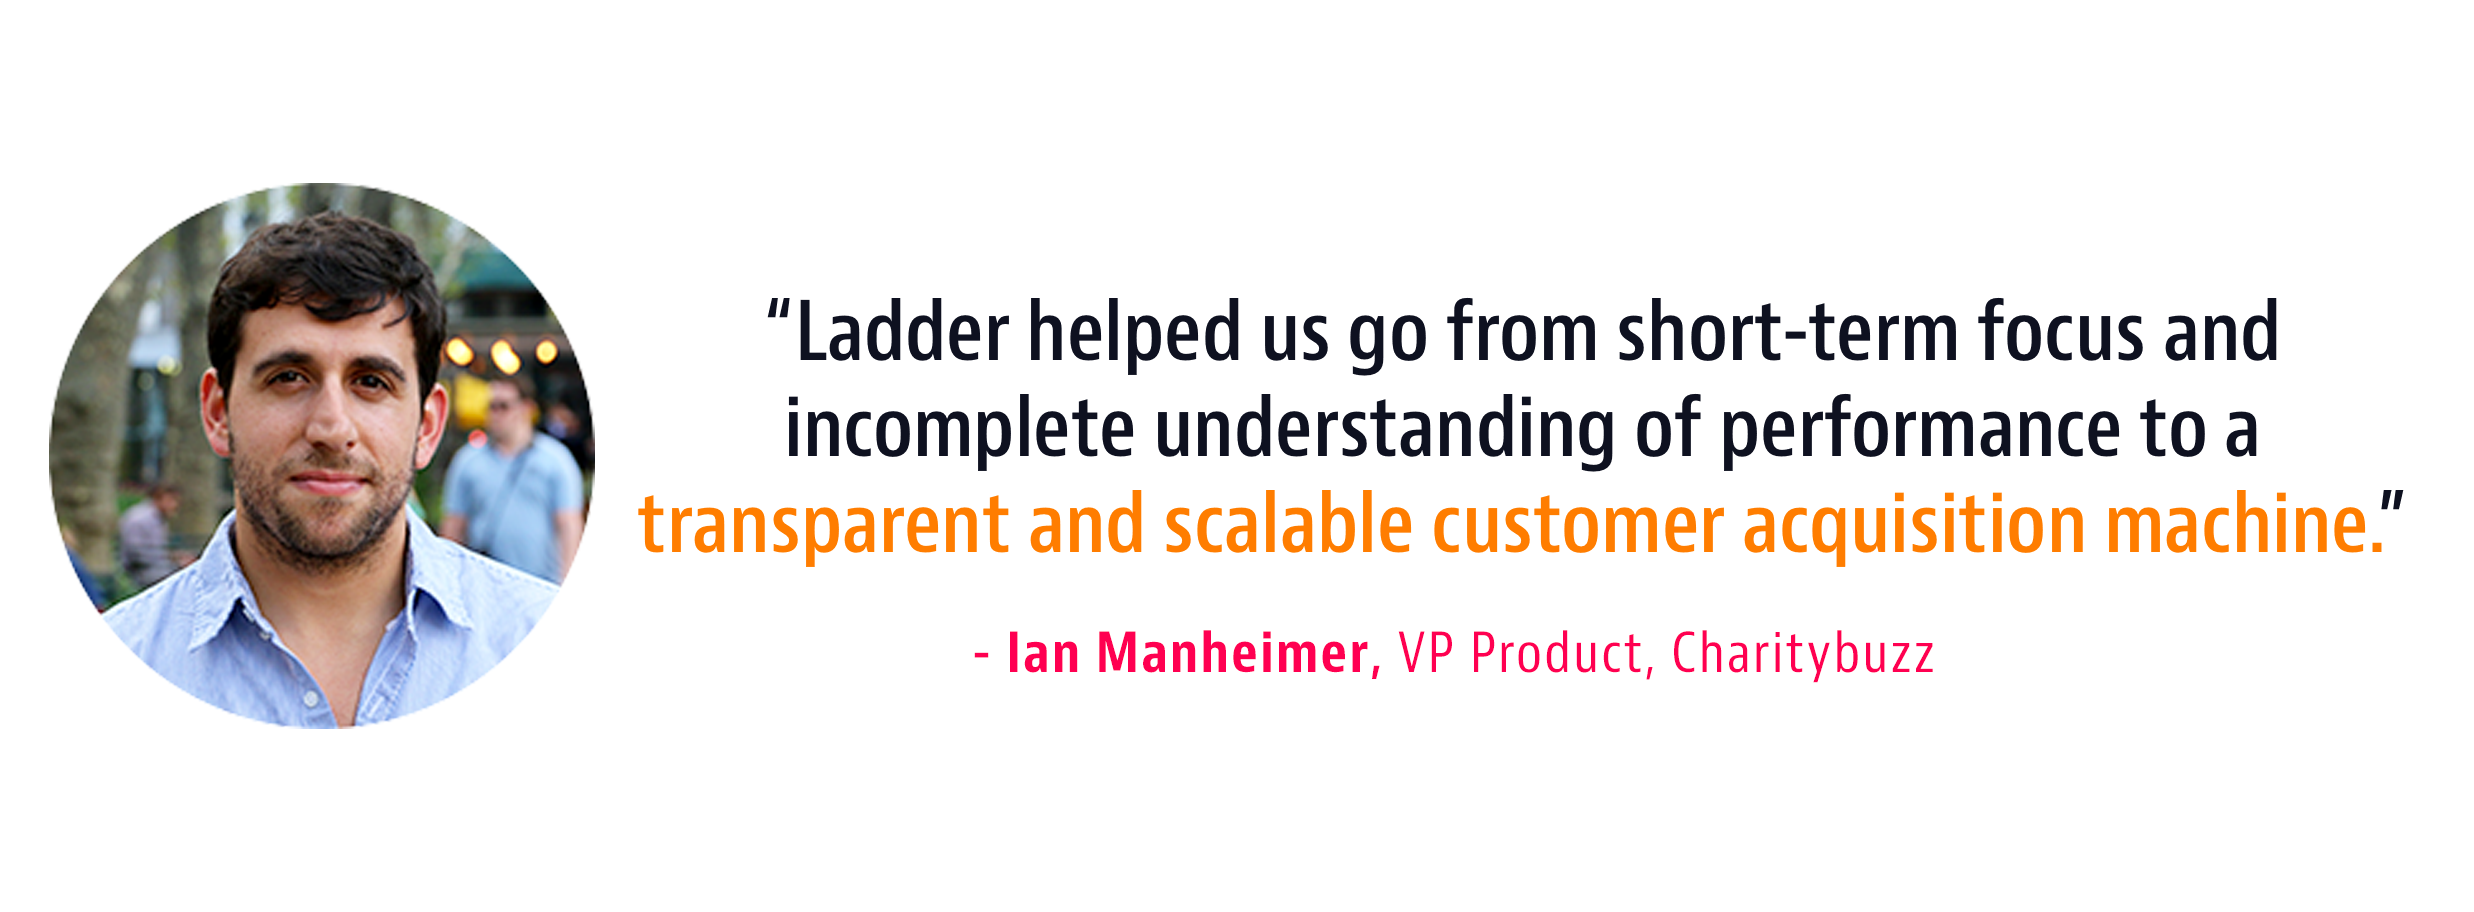 “Ladder helped us go from short-term focus and
incomplete understanding of performance to a
transparent and scalable customer acquisition machine.”
- Ian Manheimer, VP Product, Charitybuzz